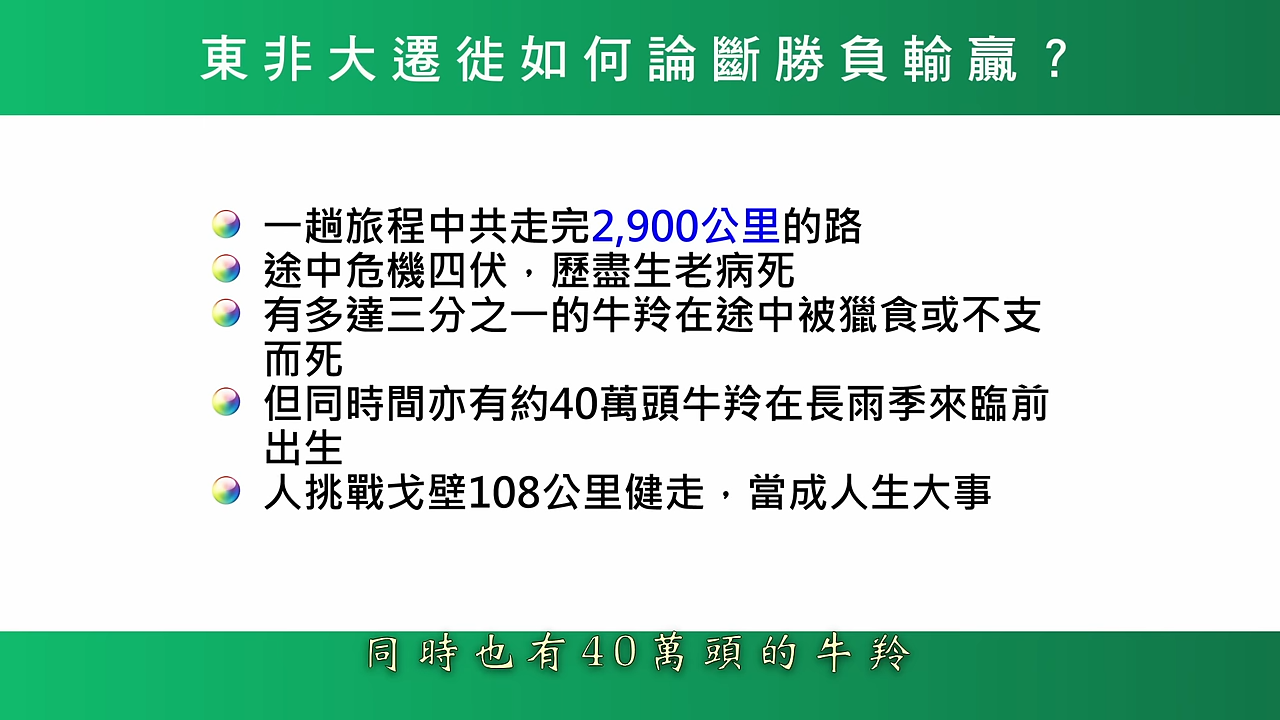 東非大遷徙如何論斷勝負輸贏？
一趟旅程中共走完2,900公里的路
途中危機四伏，歷盡生老病死
有多達三分之一的牛羚在途中被獵食或不支
而死
但同時間亦有約40萬頭牛羚在長雨季來臨前
出生
人挑戰戈壁108公里健走，當成人生大事
同時也有40萬頭的牛羚